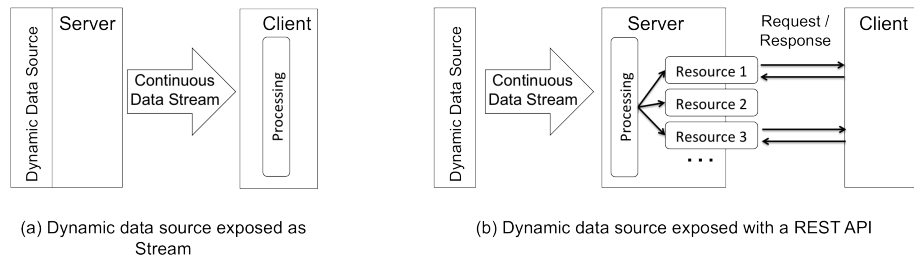 Dynamic Data Source
Server
Continuous
Data Stream
Client
Processing
(a) Dynamic data source exposed as
Stream
Dynamic Data Source
Continuous
Data Stream
Server
Processing
Resource 1
Resource 2
Resource 3
...
Request /
Response
Client
(b) Dynamic data source exposed with a REST API